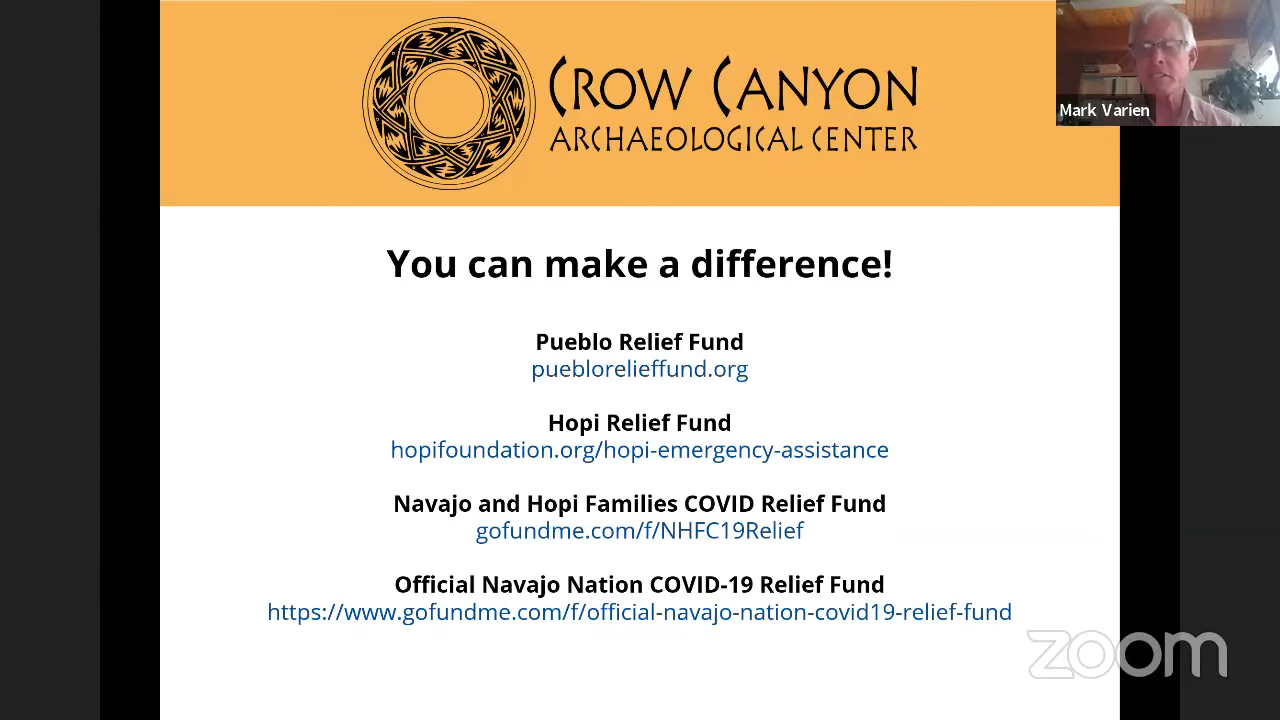 CROW CANYON
ARCHAEOLOGICAL CENTER
Mark Varien
You can make a difference!
Pueblo Relief Fund
pueblorelieffund.org
Hopi Relief Fund
hopifoundation.org/hopi-emergency-assistance
Navajo and Hopi Families COVID Relief Fund
gofundme.com/f/NHFC19Relief
Official Navajo Nation COVID-19 Relief Fund
https://www.gofundme.com/f/official-navajo-nation-covid19-relief-fund
zoom